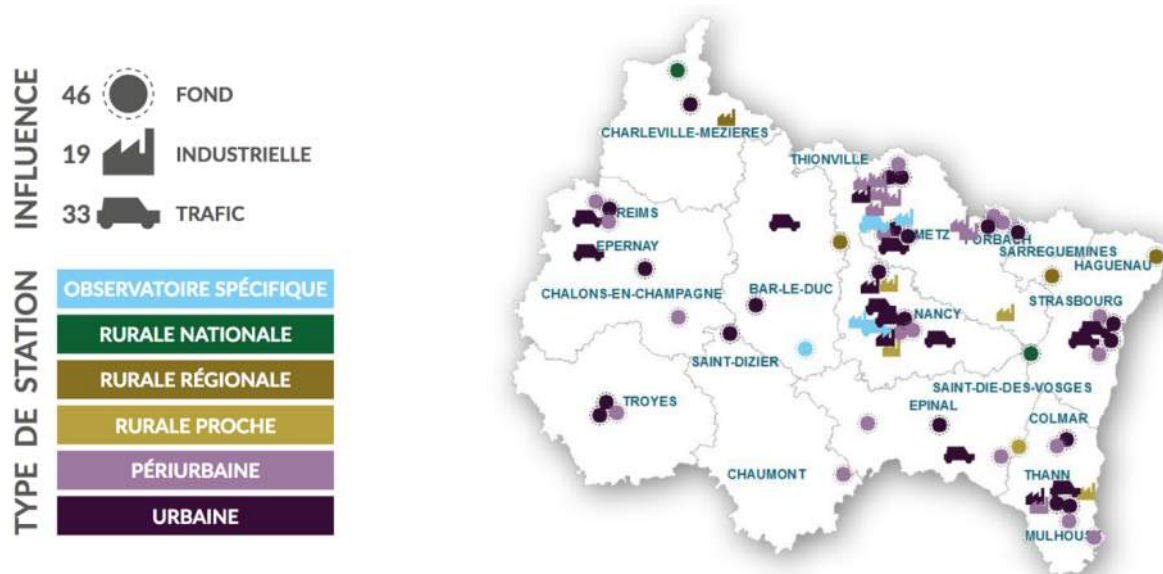 INFLUENCE
46 FOND
19 INDUSTRIELLE
33 TRAFIC
TYPE DE STATION
OBSERVATOIRE SPÉCIFIQUE
RURALE NATIONALE
RURALE RÉGIONALE
RURALE PROCHE
PÉRIURBAINE
URBAINE
CHARLEVILLE-MEZIERES
THIONVILLE
REIMS
METZ
FORBACH
EPERNAY
SARREGUEMINES
HAGUENAU
CHALONS-EN-CHAMPAGNE
BAR-LE-DUC
STRASBOURG
NANCY
SAINT-DIZIER
SAINT-DIE-DES-VOSGES
TROYES
EPINAL
COLMAR
CHAUMONT
THANN
MULHOUSE